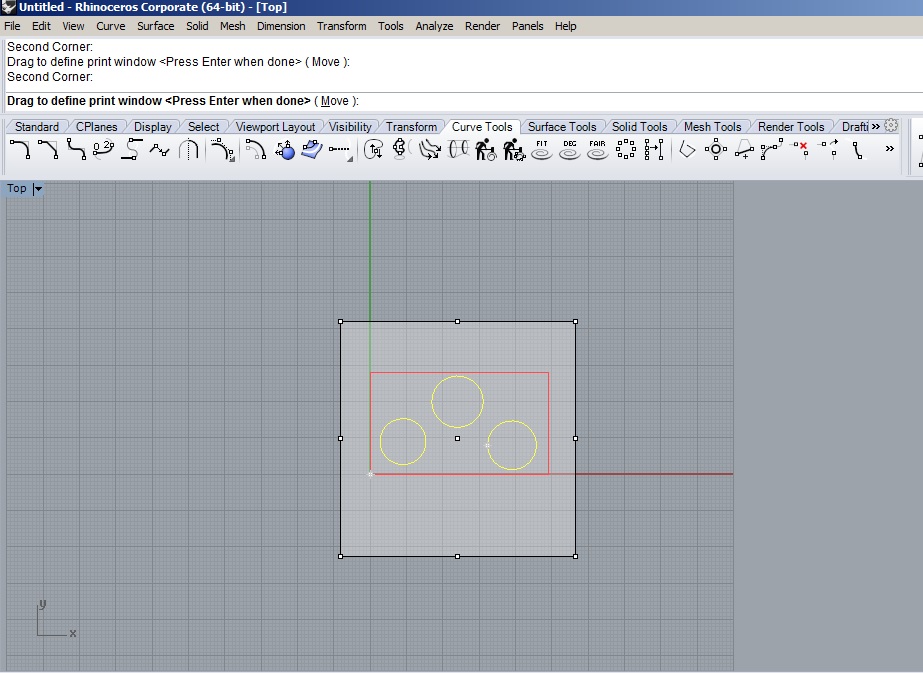 Untitled - Rhinoceros Corporate (64-bit) - [Top]
File Edit View Curve Surface Solid Mesh Dimension Transform Tools Analyze Render Panels Help
Second Corner:
Drag to define print window <Press Enter when done> ( Move ):
Second Corner:
Drag to define print window <Press Enter when done> ( Move ):
Standard CPlanes Display Select Viewport Layout Visibility Transform Curve Tools Surface Tools Solid Tools Mesh Tools Render Tools Drafti »
FIT DEG FAIR »
Top
y
x